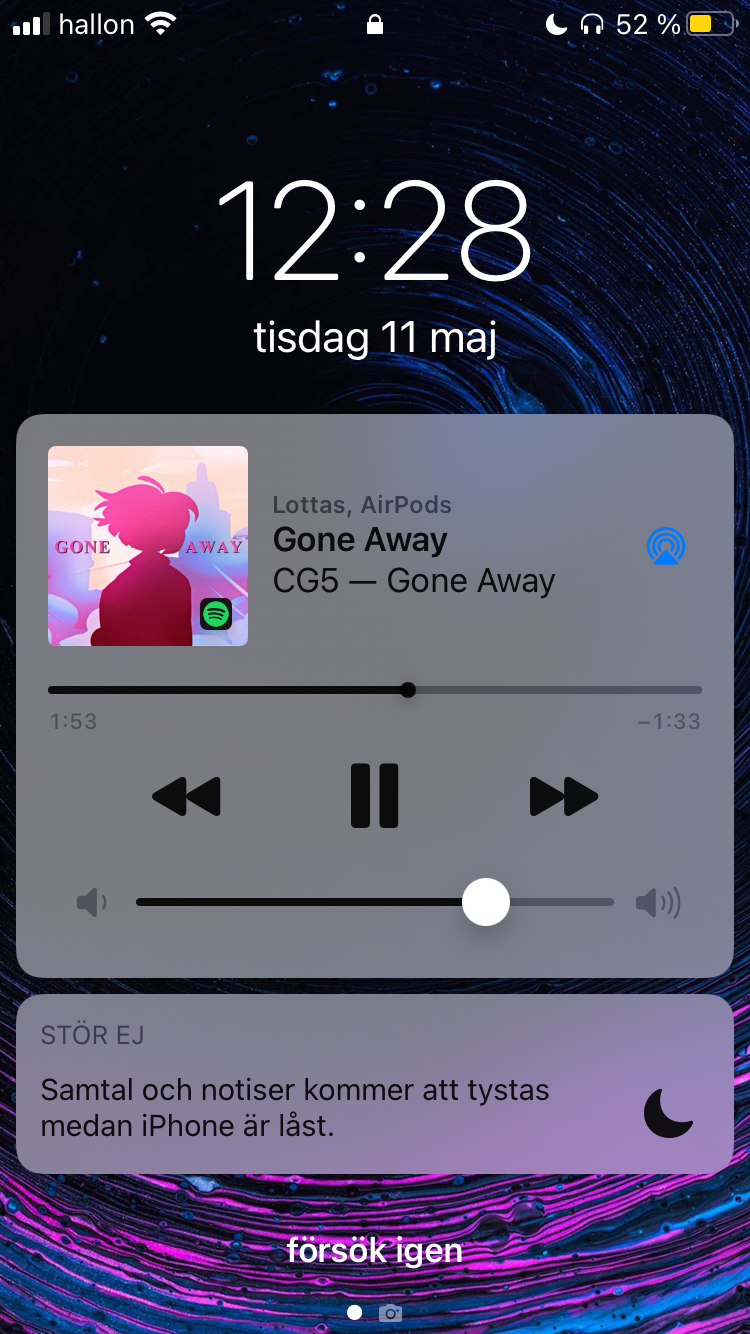 hallon 52 %
12:28
tisdag 11 maj
Lottas, AirPods
Gone Away
CG5 — Gone Away
GONE AWAY
1:53 −1:33
STÖR EJ
Samtal och notiser kommer att tystas
medan iPhone är låst.
försök igen